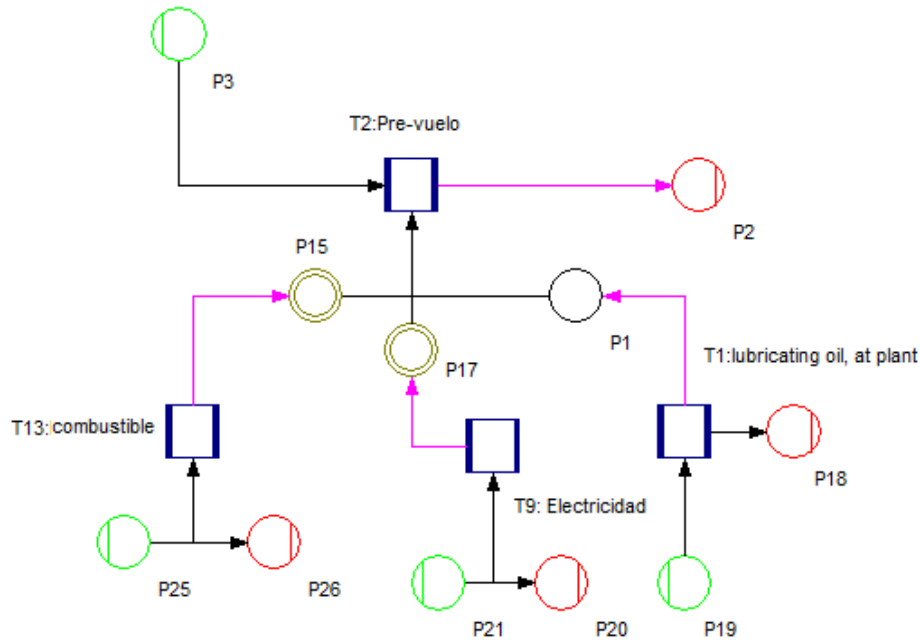 P3
T2:Pre-vuelo
P2
P15
P1
P17
T1:lubricating oil, at plant
T13:combustible
P18
T9: Electricidad
P25
P26
P21
P20
P19